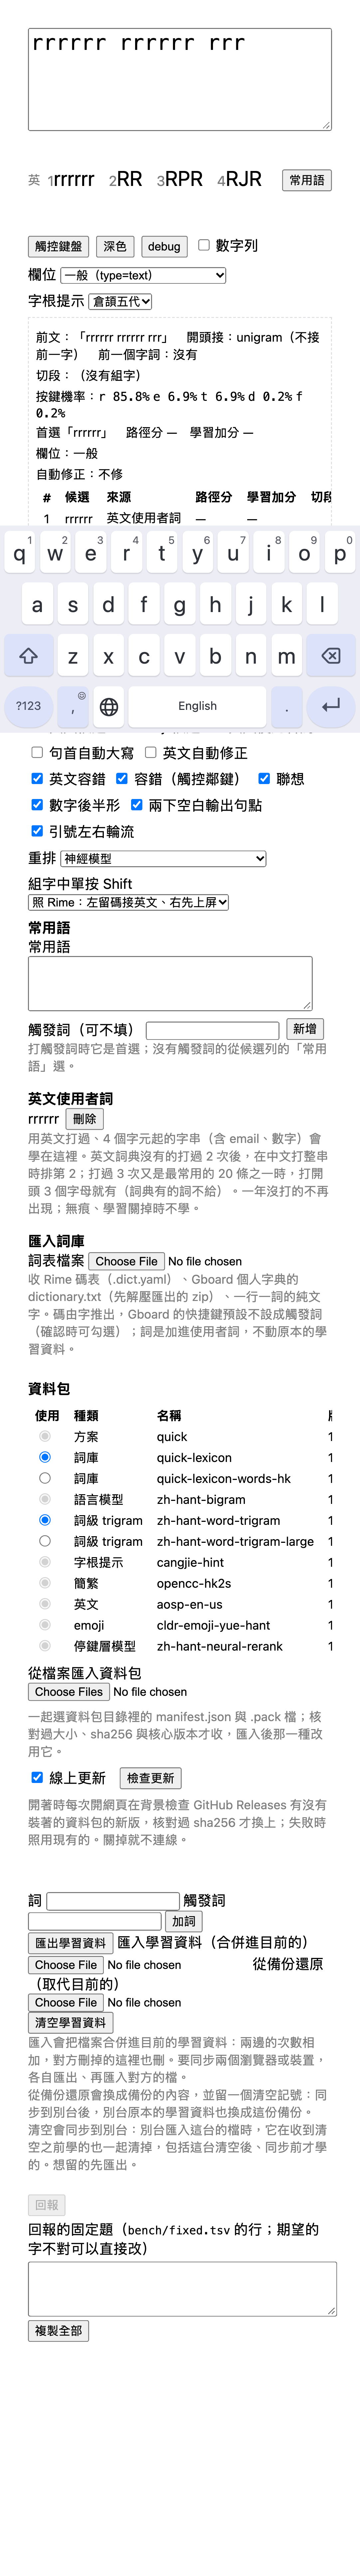 rrrrrr rrrrrr rrr
英 1rrrrrr 2RR 3RPR 4RJR 常用語
觸控鍵盤 深色 debug 數字列
欄位 一般（type=text）
字根提示 倉頡五代
前文：「rrrrrr rrrrrr rrr」 開頭接：unigram（不接
前一字） 前一個字詞：沒有
切段：（沒有組字）
按鍵機率：r 85.8% e 6.9% t 6.9% d 0.2% f
0.2%
首選「rrrrrr」 路徑分 — 學習加分 —
欄位：一般
自動修正：不修
# 候選 來源 路徑分 學習加分 切段
1 rrrrrr 英文使用者詞 — —
q1 w2 e3 r4 t5 y6 u7 i8 o9 p0
a s d f g h j k l
z x c v b n m
?123 , English .
句首自動大寫 英文自動修正
英文容錯 容錯（觸控鄰鍵） 聯想
數字後半形 兩下空白輸出句點
引號左右輪流
重排 神經模型
組字中單按 Shift
照 Rime：左留碼接英文、右先上屏
常用語
常用語
觸發詞（可不填） 新增
打觸發詞時它是首選；沒有觸發詞的從候選列的「常用
語」選。
英文使用者詞
rrrrrr 刪除
用英文打過、4 個字元起的字串（含 email、數字）會
學在這裡。英文詞典沒有的打過 2 次後，在中文打整串
時排第 2；打過 3 次又是最常用的 20 條之一時，打開
頭 3 個字母就有（詞典有的詞不給）。一年沒打的不再
出現；無痕、學習關掉時不學。
匯入詞庫
詞表檔案 Choose File No file chosen
收 Rime 碼表（.dict.yaml）、Gboard 個人字典的
dictionary.txt（先解壓匯出的 zip）、一行一詞的純文
字。碼由字推出，Gboard 的快捷鍵預設不設成觸發詞
（確認時可勾選）；詞是加進使用者詞，不動原本的學
習資料。
資料包
使用 種類 名稱
方案 quick 1
詞庫 quick-lexicon 1
詞庫 quick-lexicon-words-hk 1
語言模型 zh-hant-bigram 1
詞級 trigram zh-hant-word-trigram 1
詞級 trigram zh-hant-word-trigram-large 1
字根提示 cangjie-hint 1
簡繁 opencc-hk2s 1
英文 aosp-en-us 1
emoji cldr-emoji-yue-hant 1
停鍵層模型 zh-hant-neural-rerank 1
從檔案匯入資料包
Choose Files No file chosen
一起選資料包目錄裡的 manifest.json 與 .pack 檔；核
對過大小、sha256 與核心版本才收，匯入後那一種改
用它。
線上更新 檢查更新
開著時每次開網頁在背景檢查 GitHub Releases 有沒有
裝著的資料包的新版，核對過 sha256 才換上；失敗時
照用現有的。關掉就不連線。
詞 觸發詞
加詞
匯出學習資料 匯入學習資料（合併進目前的）
Choose File No file chosen 從備份還原
（取代目前的）
Choose File No file chosen
清空學習資料
匯入會把檔案合併進目前的學習資料：兩邊的次數相
加，對方刪掉的這裡也刪。要同步兩個瀏覽器或裝置，
各自匯出、再匯入對方的檔。
從備份還原會換成備份的內容，並留一個清空記號：同
步到別台後，別台原本的學習資料也換成這份備份。
清空會同步到別台：別台匯入這台的檔時，它在收到清
空之前學的也一起清掉，包括這台清空後、同步前才學
的。想留的先匯出。
回報
回報的固定題（bench/fixed.tsv 的行；期望的
字不對可以直接改）
複製全部